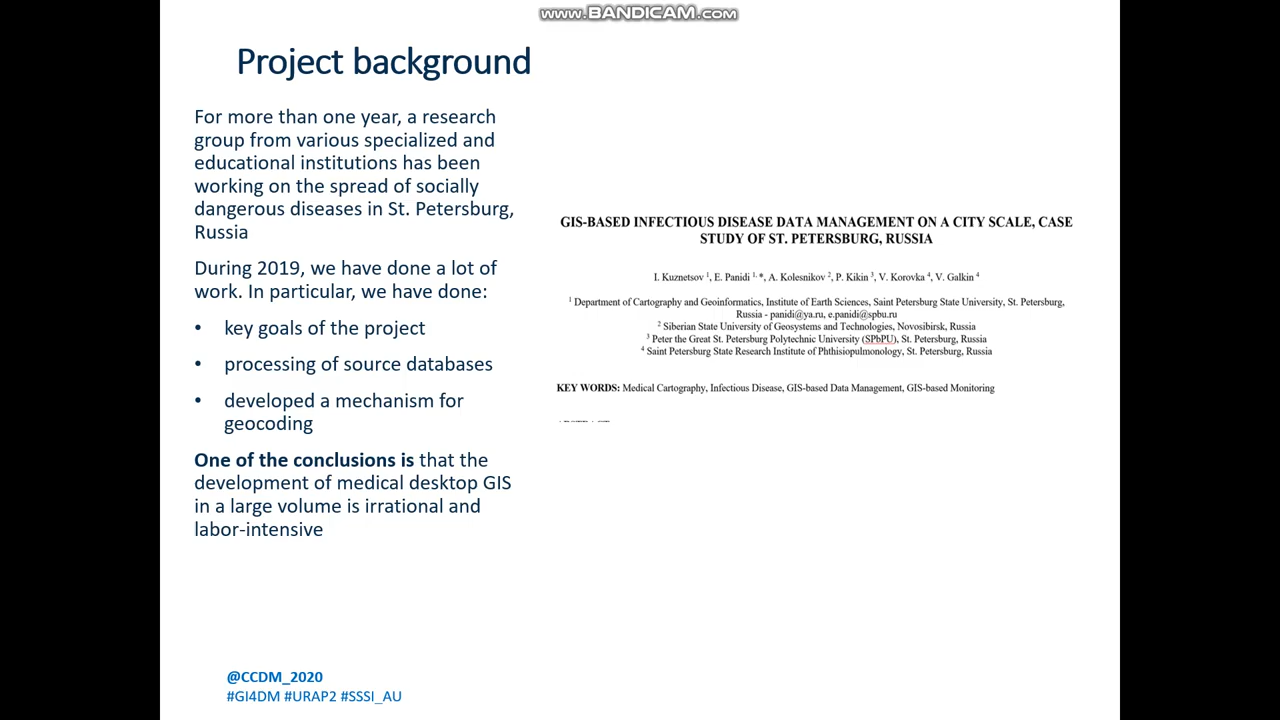 www.BANDICAM.com
Project background
For more than one year, a research
group from various specialized and
educational institutions has been
working on the spread of socially
dangerous diseases in St. Petersburg,
Russia
During 2019, we have done a lot of
work. In particular, we have done:
• key goals of the project
• processing of source databases
• developed a mechanism for
geocoding
One of the conclusions is that the
development of medical desktop GIS
in a large volume is irrational and
labor-intensive
GIS-BASED INFECTIOUS DISEASE DATA MANAGEMENT ON A CITY SCALE, CASE
STUDY OF ST. PETERSBURG, RUSSIA
I. Kuznetsov 1, E. Panidi 1, *, A. Kolesnikov 2, P. Kikin 3, V. Korovka 4, V. Galkin 4
1 Department of Cartography and Geoinformatics, Institute of Earth Sciences, Saint Petersburg State University, St. Petersburg,
Russia - panidi@ya.ru, e.panidi@spbu.ru
2 Siberian State University of Geosystems and Technologies, Novosibirsk, Russia
3 Peter the Great St. Petersburg Polytechnic University (SPbPU), St. Petersburg, Russia
4 Saint Petersburg State Research Institute of Phthisiopulmonology, St. Petersburg, Russia
KEY WORDS: Medical Cartography, Infectious Disease, GIS-based Data Management, GIS-based Monitoring
@CCDM_2020
#GI4DM #URAP2 #SSSI_AU